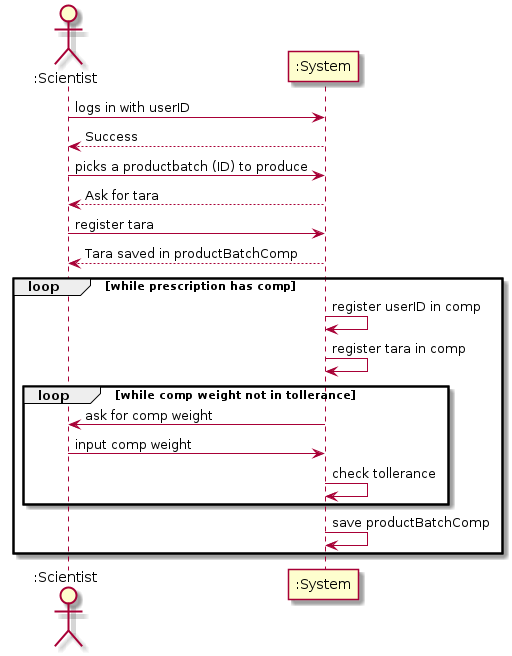 :Scientist
:System
logs in with userID
Success
picks a productbatch (ID) to produce
Ask for tara
register tara
Tara saved in productBatchComp
loop [while prescription has comp]
register userID in comp
register tara in comp
loop [while comp weight not in tollerance]
ask for comp weight
input comp weight
check tollerance
save productBatchComp
:Scientist
:System